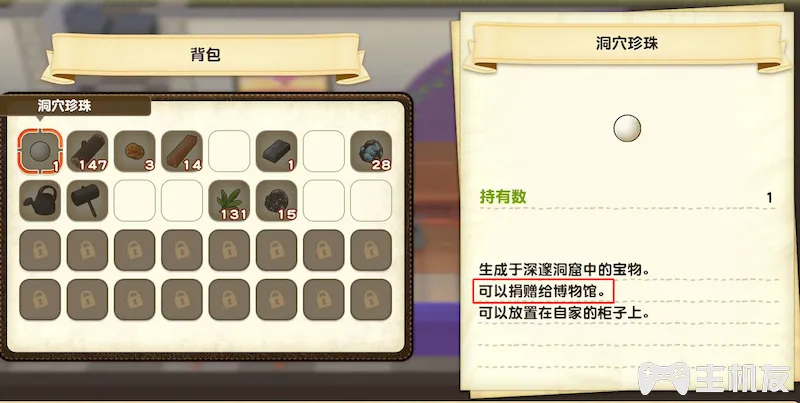 背包
洞穴珍珠
1
147
3
14
1
28
131
15
洞穴珍珠
持有数 1
生成于深邃洞窟中的宝物。
可以捐赠给博物馆。
可以放置在自家的柜子上。
主机友